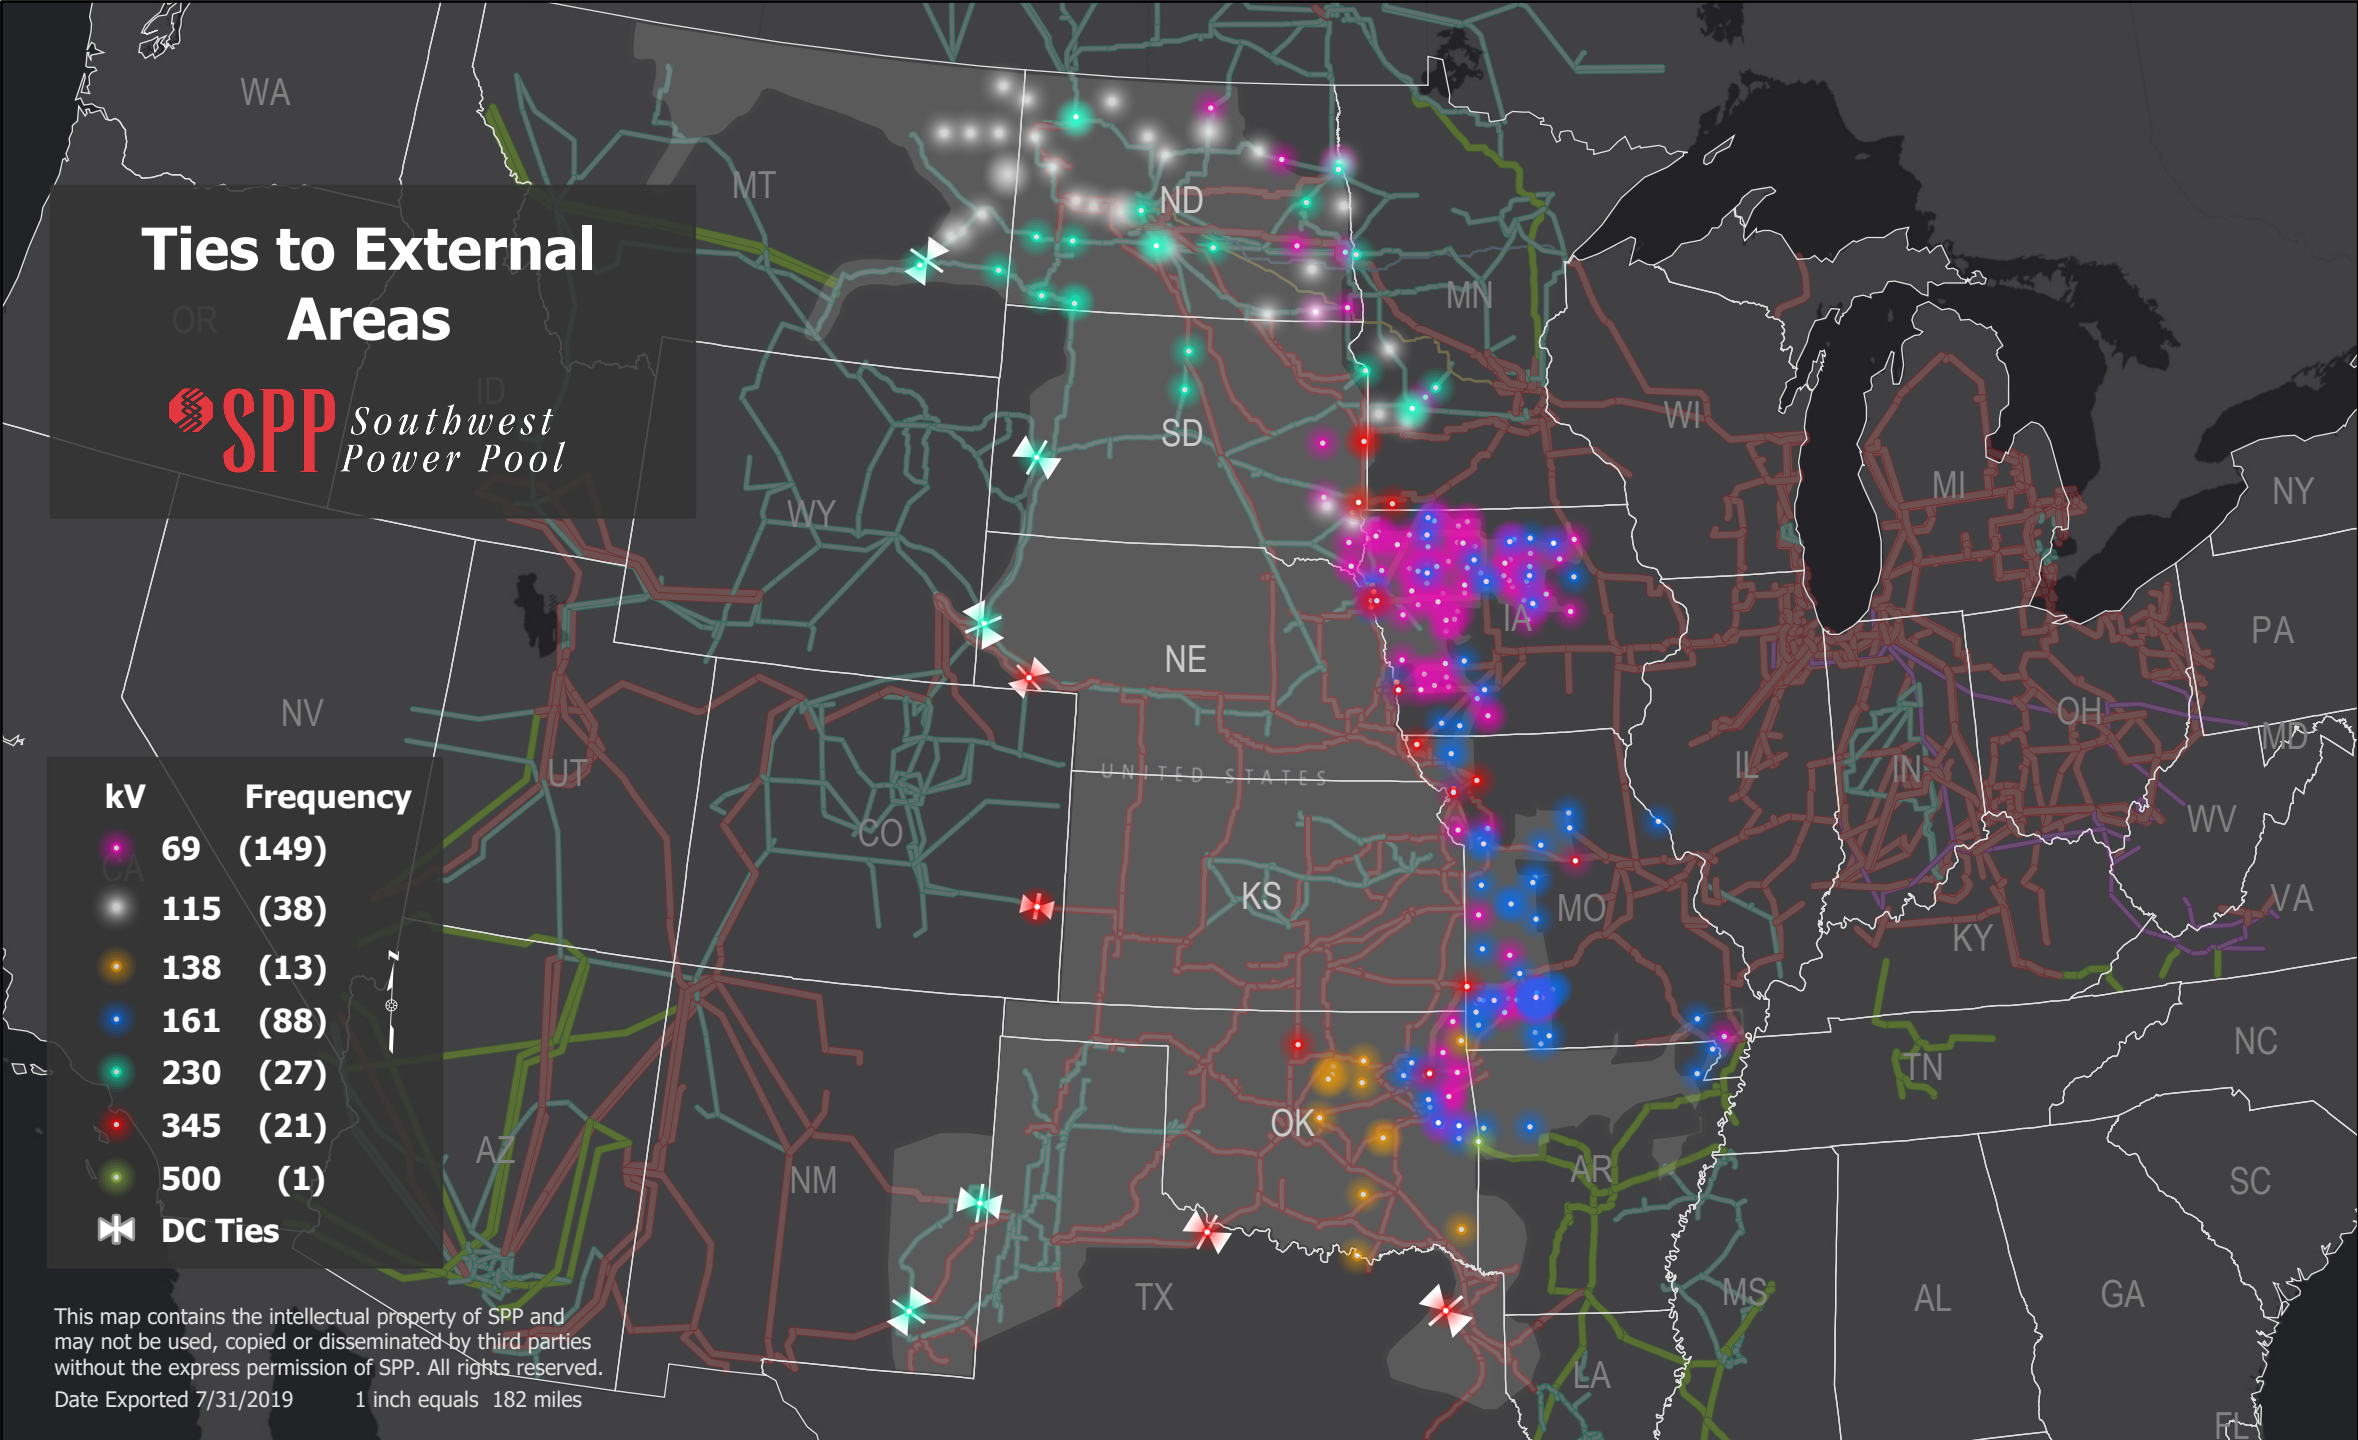 Ties to External
Areas
SPP Southwest
Power Pool
kV Frequency
69 (149)
115 (38)
138 (13)
161 (88)
230 (27)
345 (21)
500 (1)
DC Ties
This map contains the intellectual property of SPP and
may not be used, copied or disseminated by third parties
without the express permission of SPP. All rights reserved.
Date Exported 7/31/2019 1 inch equals 182 miles
WA
MT
ND
MN
OR
ID
SD
WI
MI
NY
WY
IA
NE
PA
NV
UT
CO
UNITED STATES
IL
IN
OH
MD
WV
CA
KS
MO
KY
VA
AZ
NM
OK
AR
TN
NC
SC
TX
LA
MS
AL
GA
FL
N